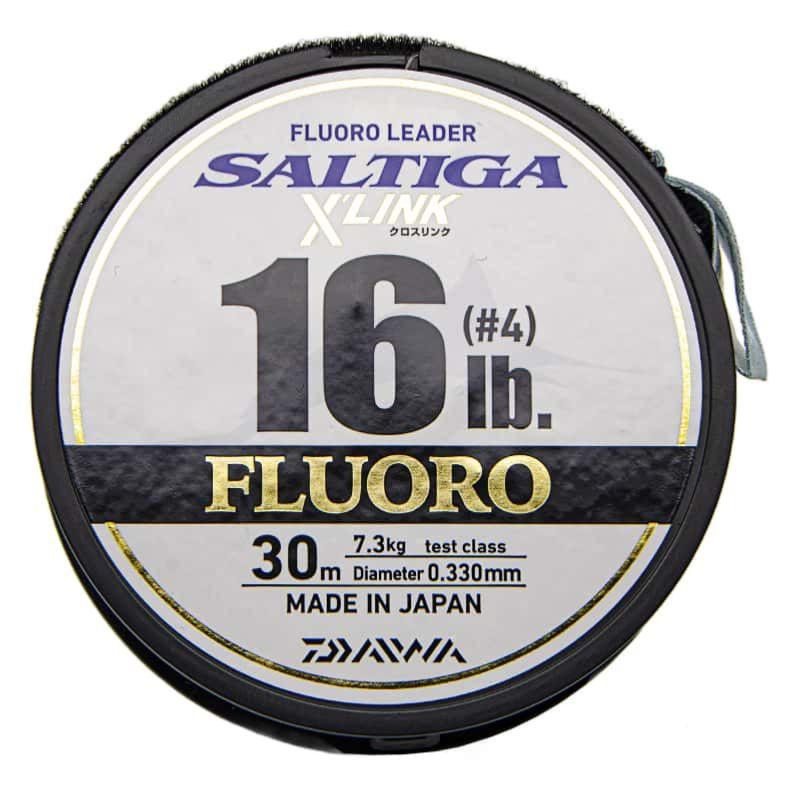 FLUORO LEADER
SALTIGA
X'LINK
クロスリンク
16 lb.
(#4)
FLUORO
30m
7.3kg test class
Diameter 0.330mm
MADE IN JAPAN
DAIWA